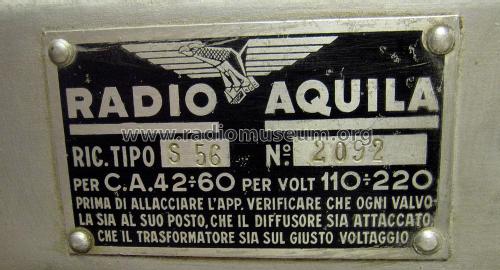 RADIO AQUILA
www.radiomuseum.org
RIC. TIPO S 56 Nº 2092
PER C.A. 42÷60 PER VOLT 110÷220
PRIMA DI ALLACCIARE L'APP. VERIFICARE CHE OGNI VALVO-
LA SIA AL SUO POSTO, CHE IL DIFFUSORE SIA ATTACCATO,
CHE IL TRASFORMATORE SIA SUL GIUSTO VOLTAGGIO